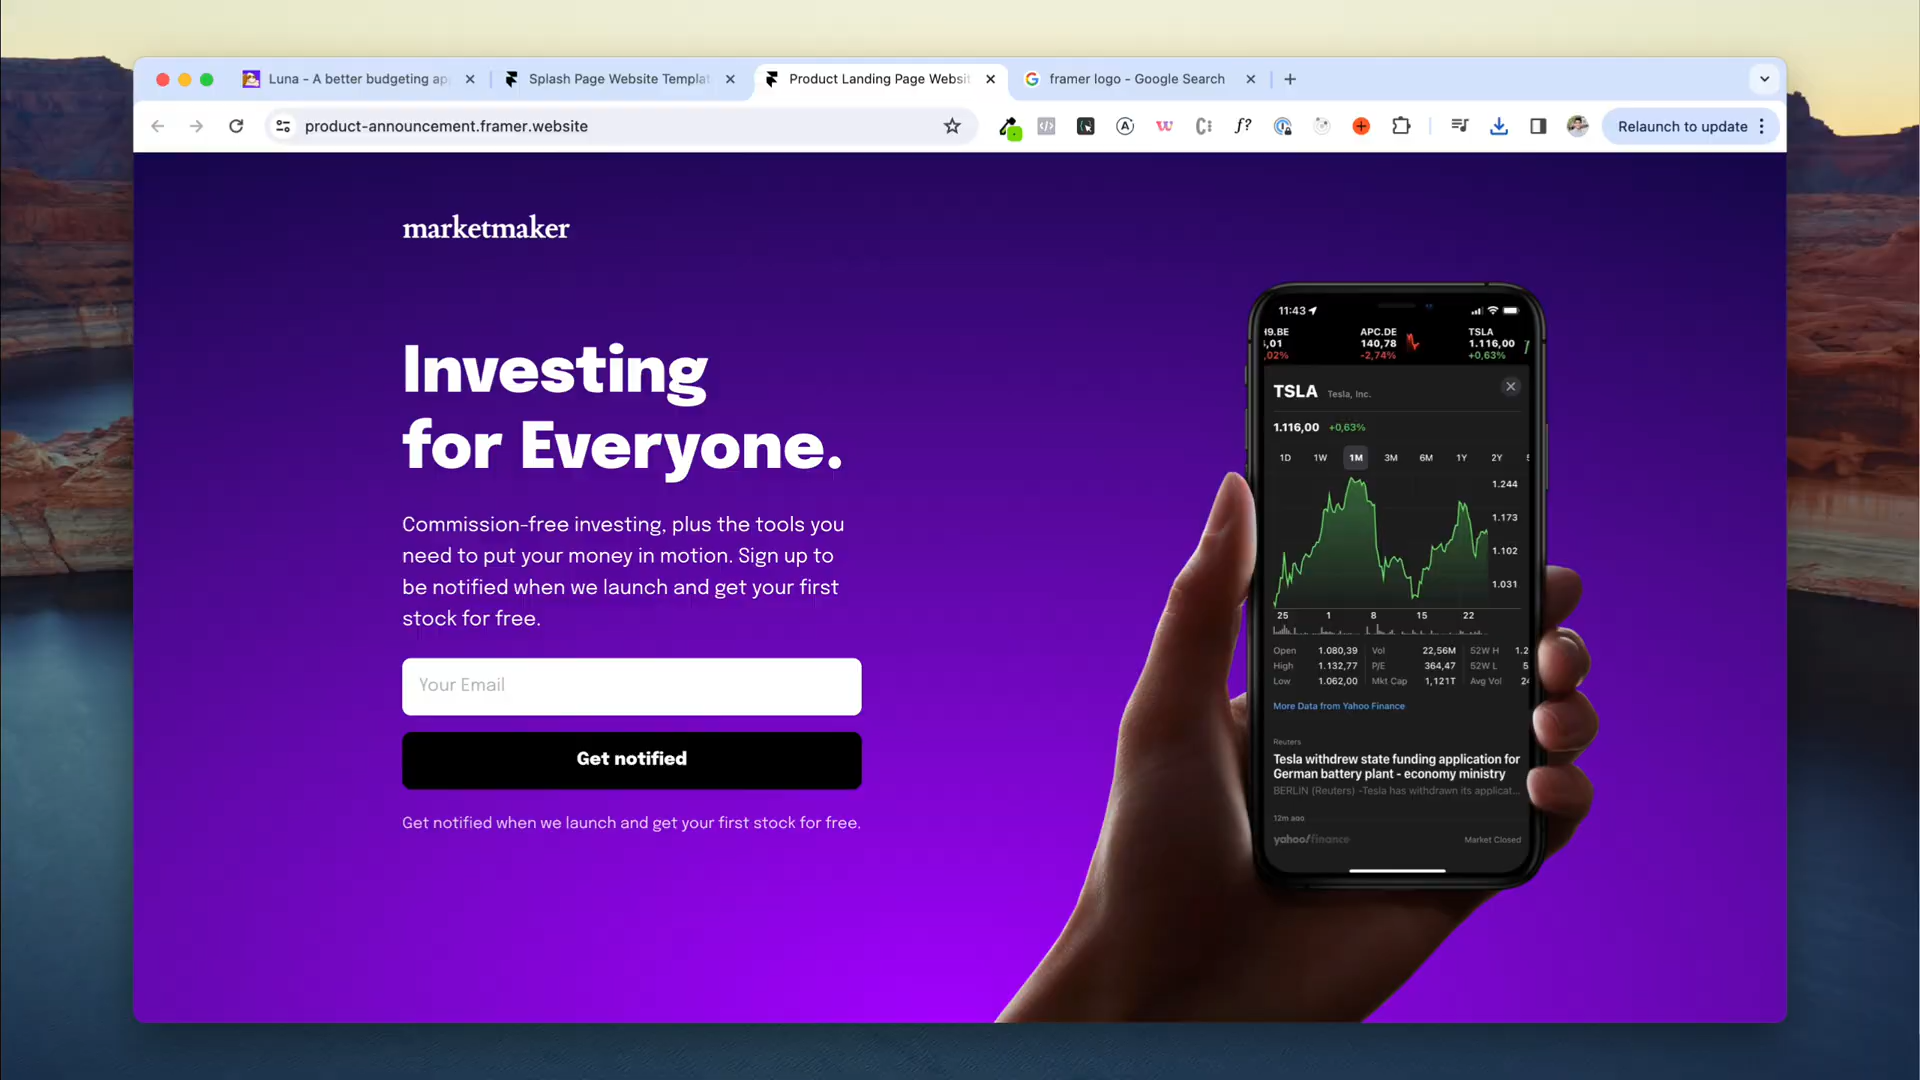 Luna - A better budgeting ap
Splash Page Website Templat
Product Landing Page Websit
framer logo - Google Search
product-announcement.framer.website
Relaunch to update
marketmaker
Investing
for Everyone.
Commission-free investing, plus the tools you
need to put your money in motion. Sign up to
be notified when we launch and get your first
stock for free.
Your Email
Get notified
Get notified when we launch and get your first stock for free.
11:43
H9.BE APC.DE TSLA
,01 140,78 1.116,00
,02% -2,74% +0,63%
TSLA Tesla, Inc.
1.116,00 +0,63%
1D 1W 1M 3M 6M 1Y 2Y
1.244
1.173
1.102
1.031
25 1 8 15 22
Open 1.080,39 Vol 22,56M 52W H 1.2
High 1.132,77 P/E 364,47 52W L 5
Low 1.062,00 Mkt Cap 1,121T Avg Vol 24
More Data from Yahoo Finance
Reuters
Tesla withdrew state funding application for
German battery plant - economy ministry
BERLIN (Reuters) -Tesla has withdrawn its applicat...
12m ago
yahoo!finance Market Closed